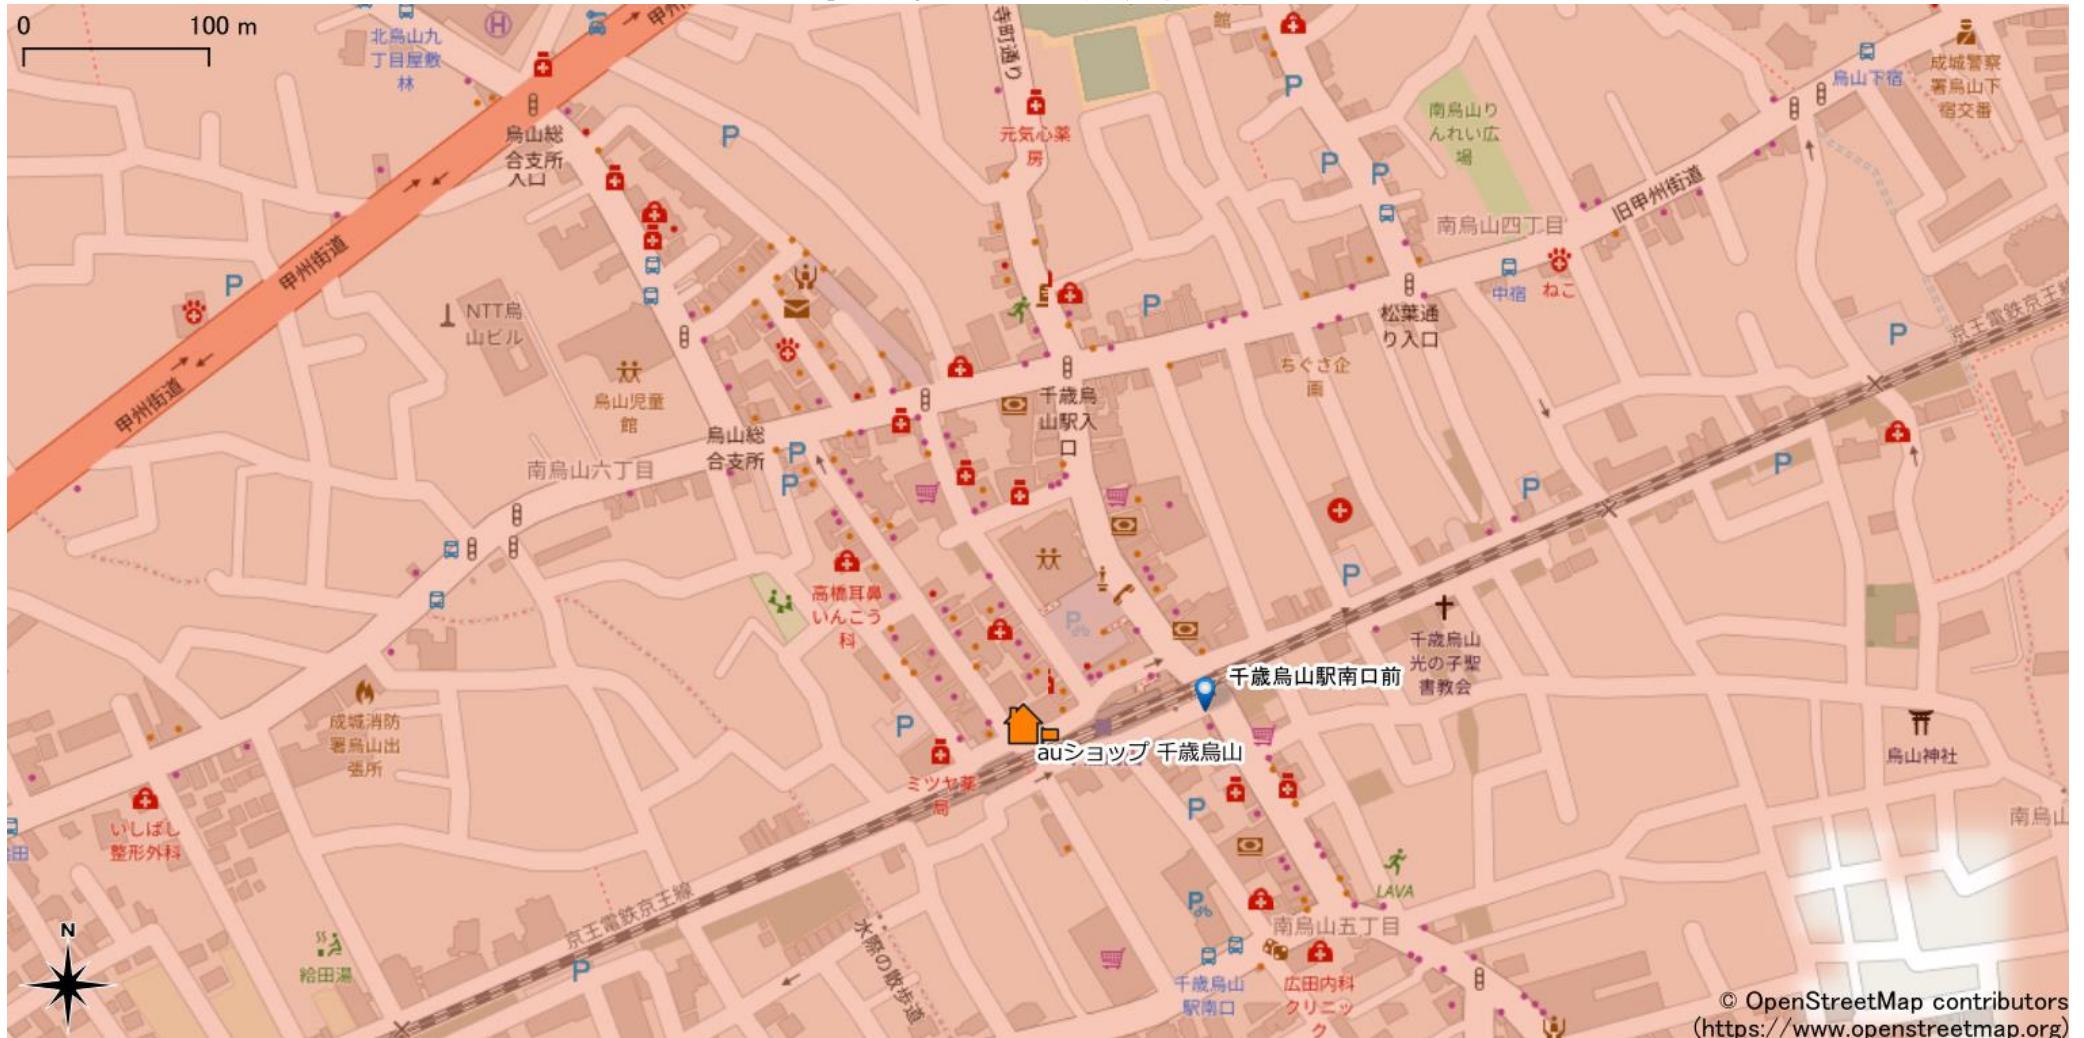 0
100 m
甲州
北烏山九
丁目屋敷
林
烏山総
合支所
入口
寺町通り
元気心薬
房
館
南烏山り
んれい広
場
烏山下宿
成城警察
署烏山下
宿交番
旧甲州街道
南烏山四丁目
中宿
ねこ
松葉通
り入口
ちぐさ企
画
京王電鉄京王線
甲州街道
NTT烏
山ビル
甲州街道
烏山児童
館
烏山総
合支所
南烏山六丁目
千歳烏
山駅入
口
高橋耳鼻
いんこう
科
千歳烏山
光の子聖
書教会
千歳烏山駅南口前
auショップ 千歳烏山
成城消防
署烏山出
張所
ミツヤ薬
局
烏山神社
南烏山
いしばし
整形外科
給田
LAVA
南烏山五丁目
京王電鉄京王線
水際の散歩道
給田湯
千歳烏山
駅南口
広田内科
クリニッ
ク
N
© OpenStreetMap contributors
(https://www.openstreetmap.org)